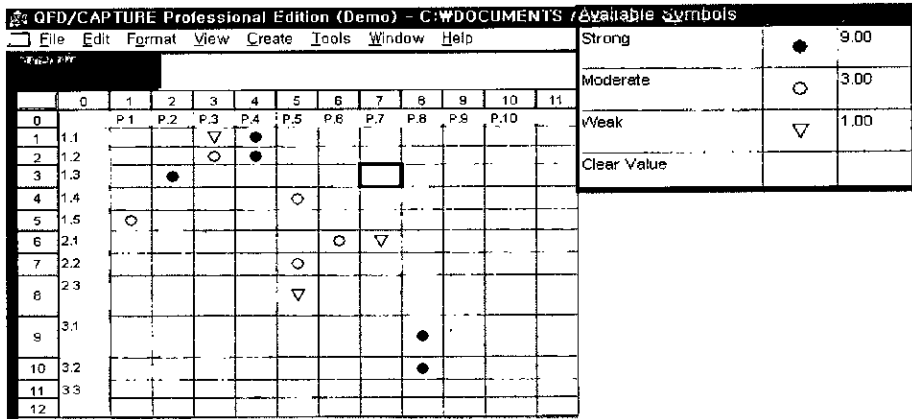 QFD/CAPTURE Professional Edition (Demo) - C:₩DOCUMENTS
Available Symbols
File Edit Format View Create Tools Window Help
Strong ● 9.00
Moderate ○ 3.00
Weak ▽ 1.00
Clear Value
0 1 2 3 4 5 6 7 8 9 10 11
0 P.1 P.2 P.3 P.4 P.5 P.6 P.7 P.8 P.9 P.10
1 1.1 ▽ ●
2 1.2 ○ ●
3 1.3 ●
4 1.4 ○
5 1.5 ○
6 2.1 ○ ▽
7 2.2 ○
8 2.3 ▽
9 3.1 ●
10 3.2 ●
11 3.3
12